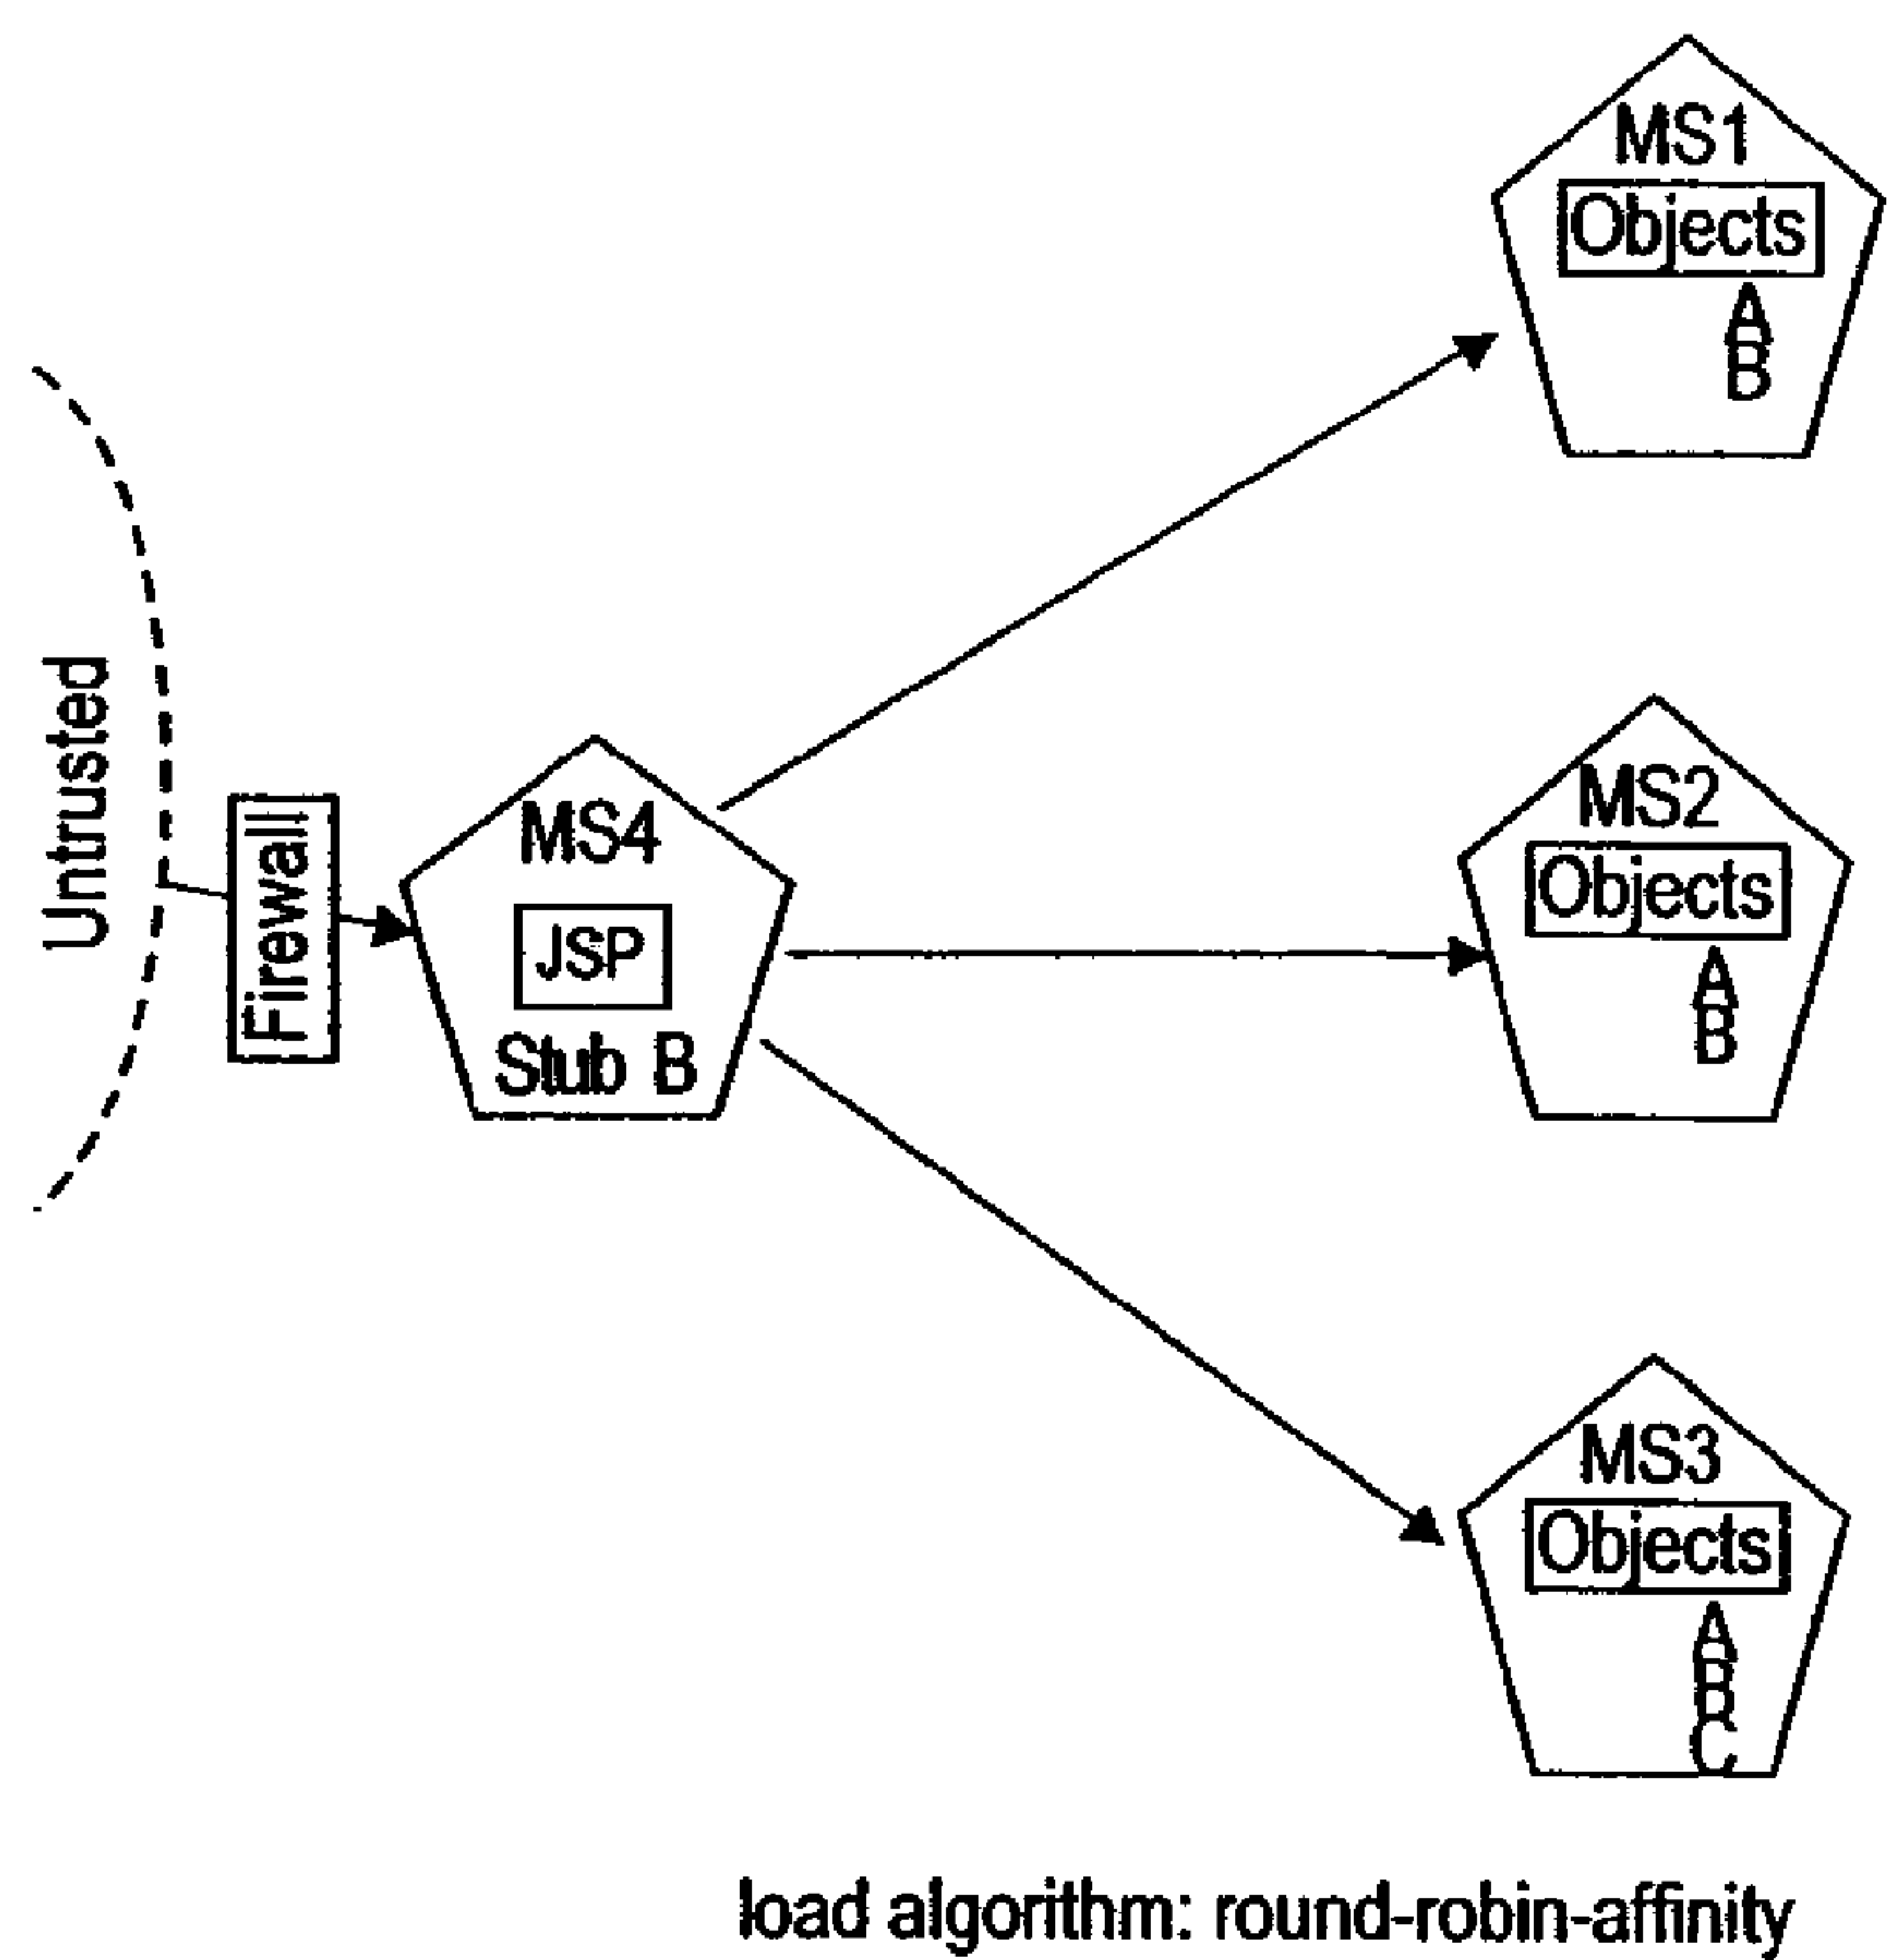 Untrusted
Firewall
MS4
JSP
Stub B
MS1
Objects
A
B
MS2
Objects
A
B
MS3
Objects
A
B
C
load algorithm: round-robin-affinity